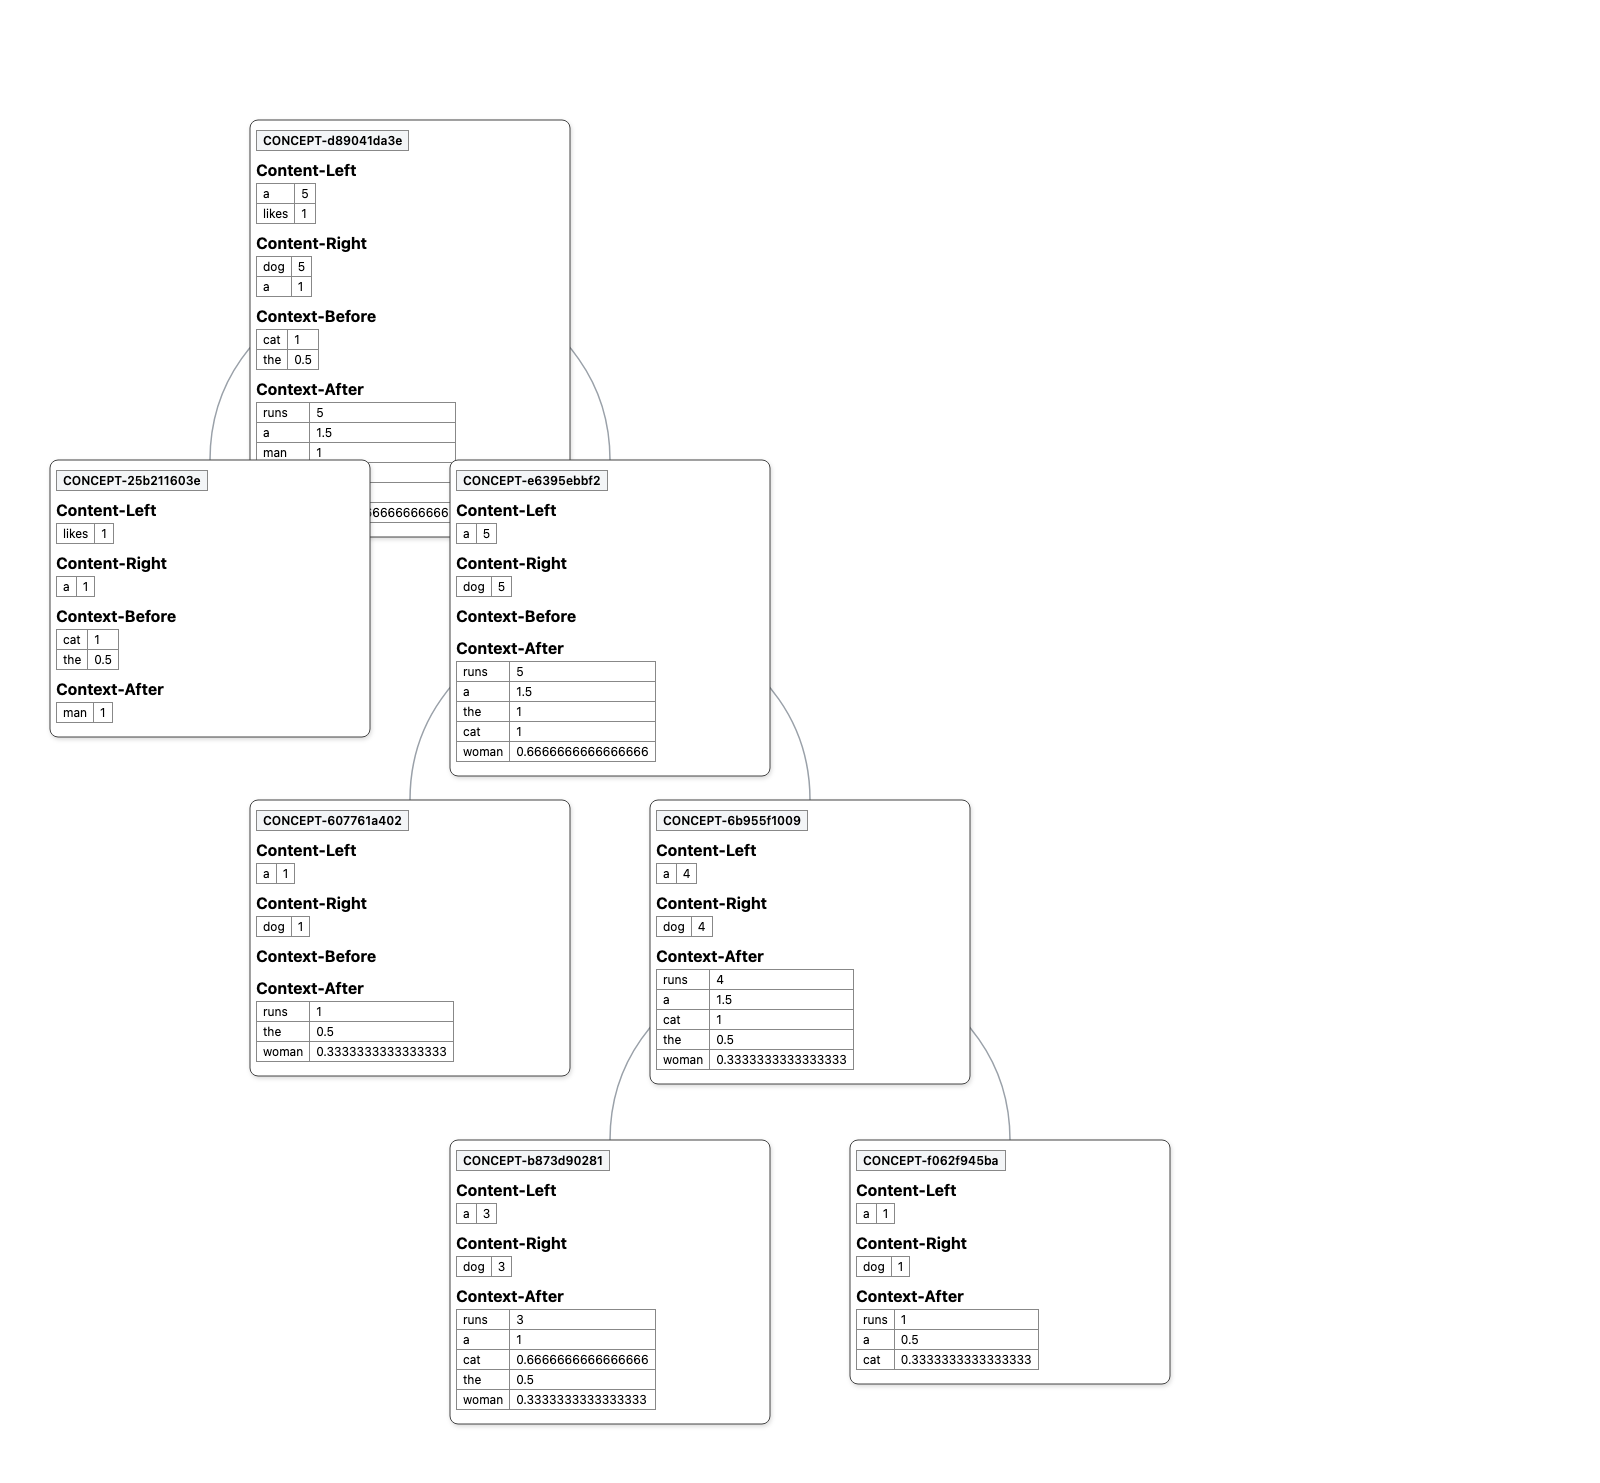 CONCEPT-d89041da3e
Content-Left
a 5
likes 1
Content-Right
dog 5
a 1
Context-Before
cat 1
the 0.5
Context-After
runs 5
a 1.5
man 1
CONCEPT-25b211603e
Content-Left
likes 1
Content-Right
a 1
Context-Before
cat 1
the 0.5
Context-After
man 1
CONCEPT-e6395ebbf2
Content-Left
a 5
Content-Right
dog 5
Context-Before
Context-After
runs 5
a 1.5
the 1
cat 1
woman 0.6666666666666666
CONCEPT-607761a402
Content-Left
a 1
Content-Right
dog 1
Context-Before
Context-After
runs 1
the 0.5
woman 0.3333333333333333
CONCEPT-6b955f1009
Content-Left
a 4
Content-Right
dog 4
Context-After
runs 4
a 1.5
cat 1
the 0.5
woman 0.3333333333333333
CONCEPT-b873d90281
Content-Left
a 3
Content-Right
dog 3
Context-After
runs 3
a 1
cat 0.6666666666666666
the 0.5
woman 0.3333333333333333
CONCEPT-f062f945ba
Content-Left
a 1
Content-Right
dog 1
Context-After
runs 1
a 0.5
cat 0.3333333333333333